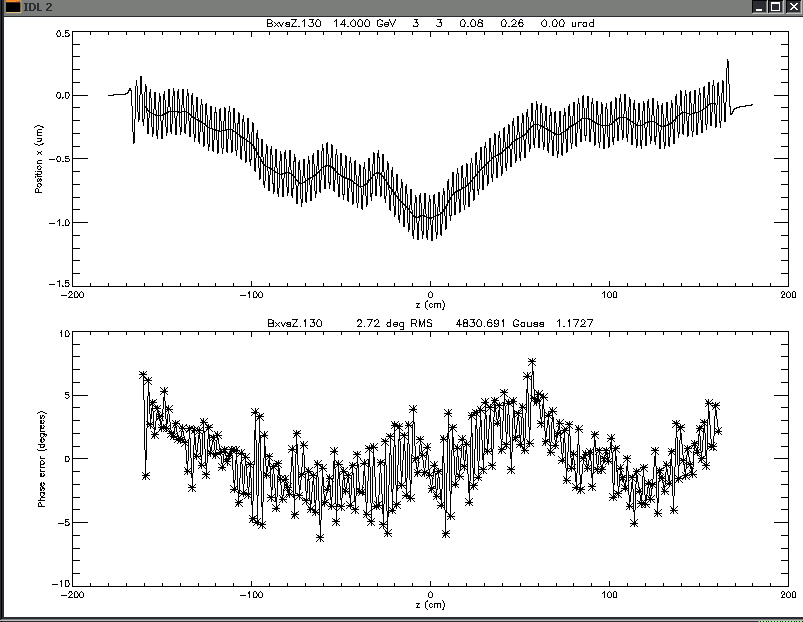 IDL 2
BxvsZ.130 14.000 GeV 3 3 0.08 0.26 0.00 urad
0.5
0.0
-0.5
-1.0
-1.5
Position x (um)
-200 -100 0 100 200
z (cm)
BxvsZ.130 2.72 deg RMS 4830.691 Gauss 1.1727
10
5
0
-5
-10
Phase error (degrees)
-200 -100 0 100 200
z (cm)